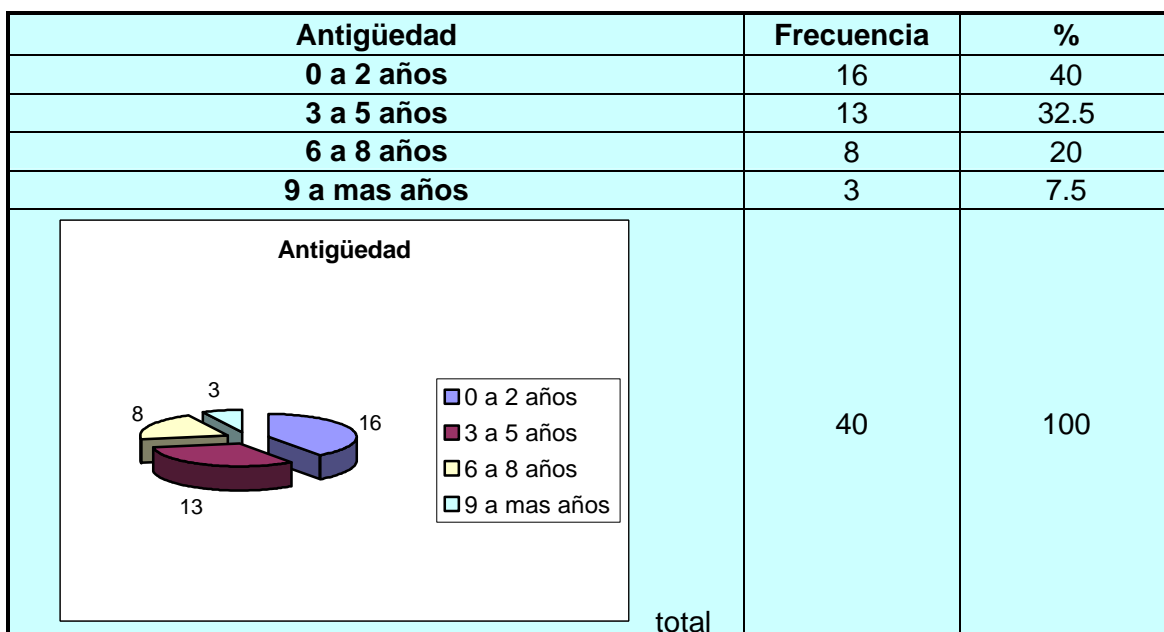 Antigüedad Frecuencia %
0 a 2 años 16 40
3 a 5 años 13 32.5
6 a 8 años 8 20
9 a mas años 3 7.5
Antigüedad
3
8
16
13
0 a 2 años
3 a 5 años
6 a 8 años
9 a mas años
total 40 100